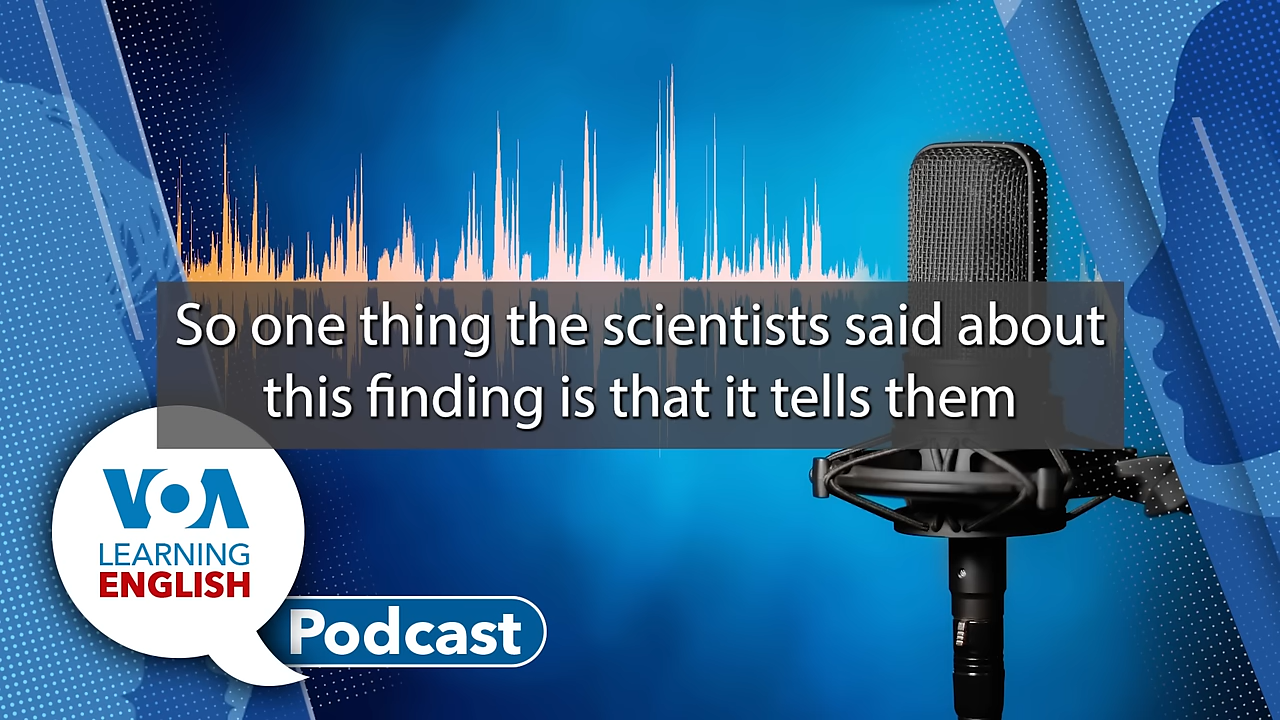 So one thing the scientists said about
this finding is that it tells them
VOA
LEARNING
ENGLISH
Podcast